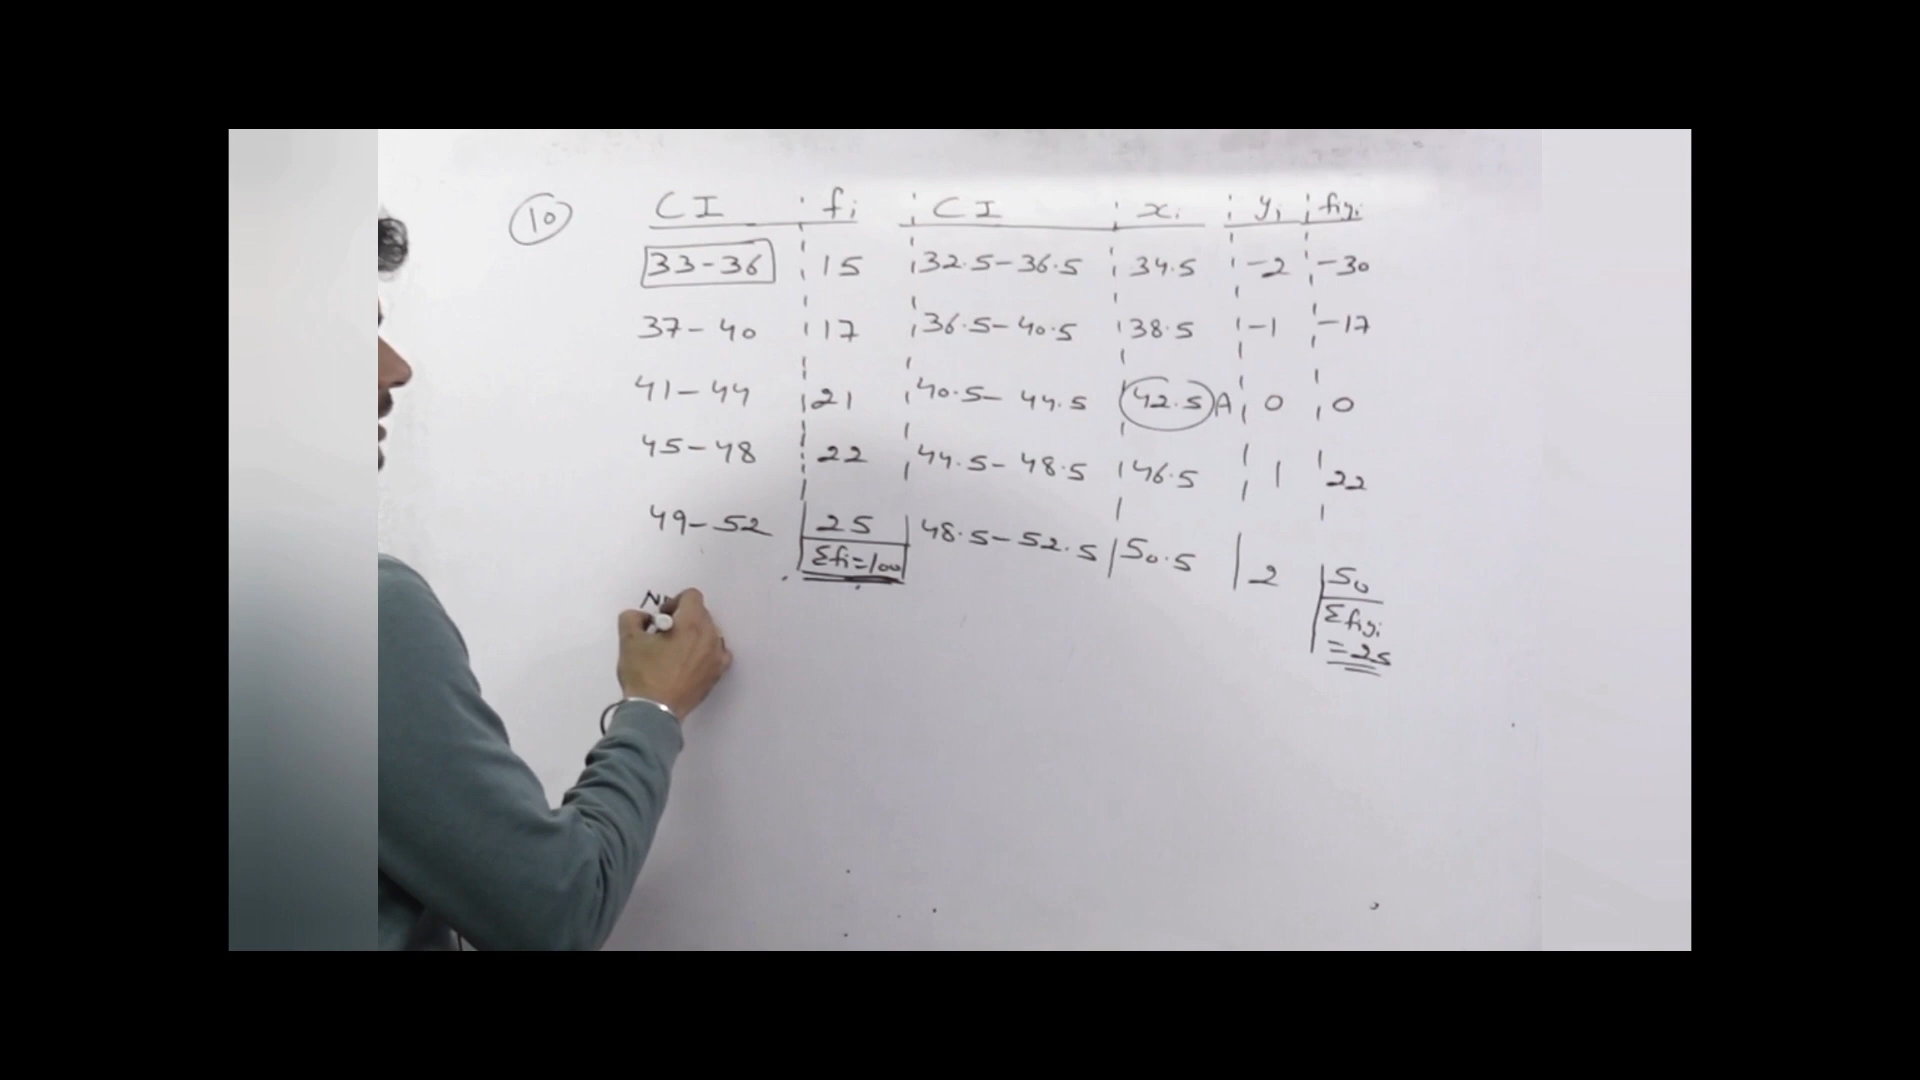 10 CI fi CI xi yi fiyi
33-36 15 32.5-36.5 34.5 -2 -30
37-40 17 36.5-40.5 38.5 -1 -17
41-44 21 40.5-44.5 42.5 A 0 0
45-48 22 44.5-48.5 46.5 1 22
49-52 25 48.5-52.5 50.5 2 50
Σfi=100 Σfiyi
=25